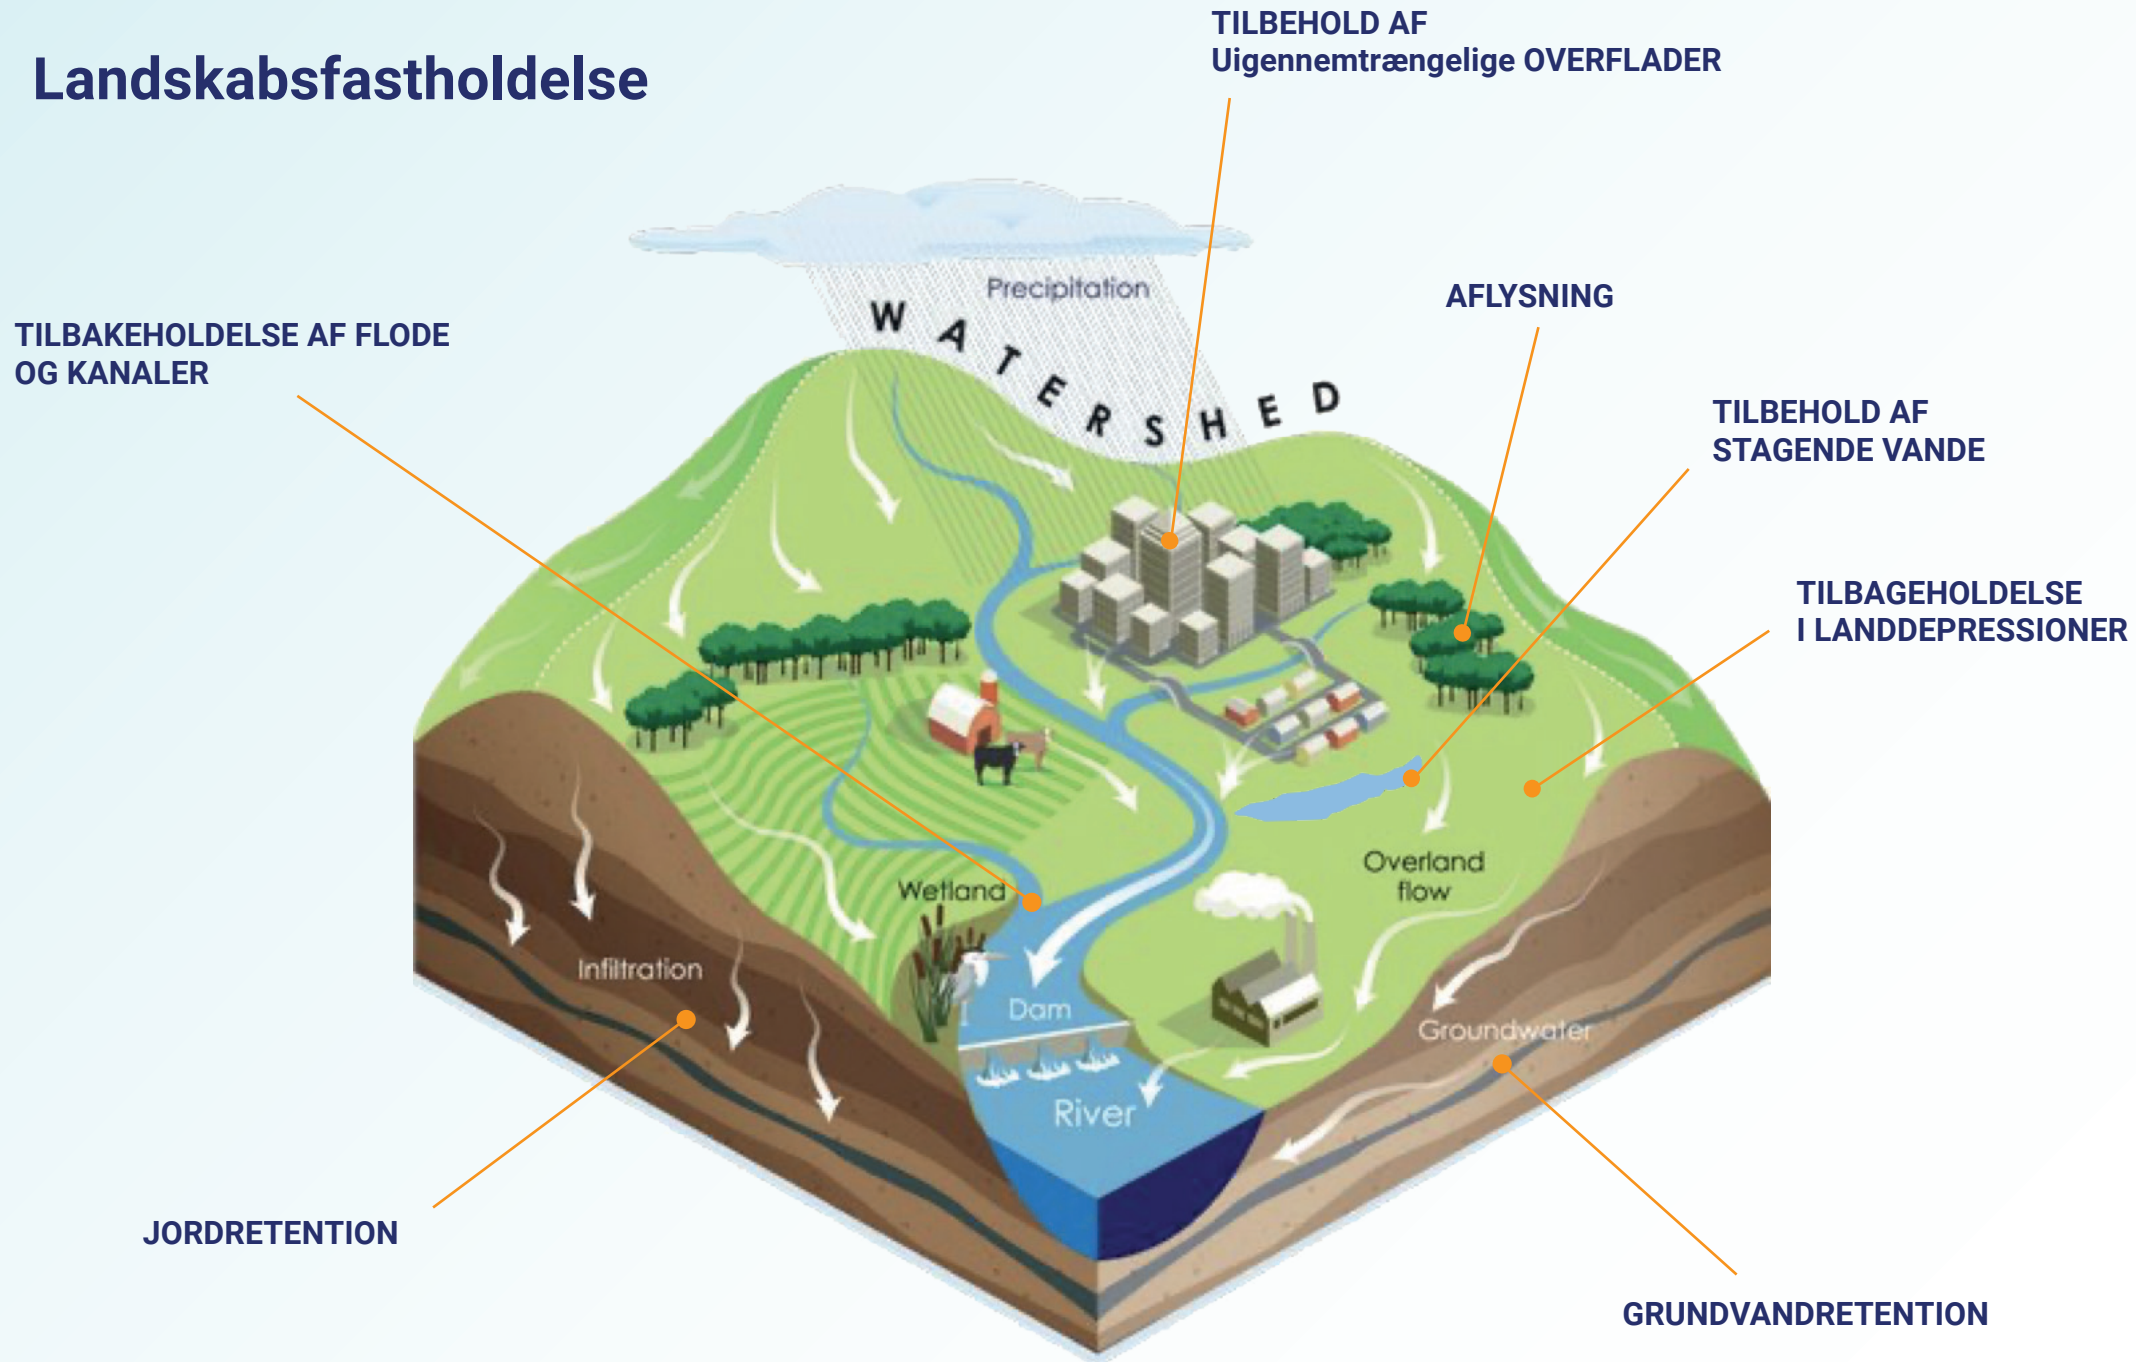 Landskabsfastholdelse
TILBEHOLD AF
Uigennemtrængelige OVERFLADER
Precipitation
WATERSHED
AFLYSNING
TILBAKEHOLDELSE AF FLODE
OG KANALER
TILBEHOLD AF
STAGENDE VANDE
TILBAGEHOLDELSE
I LANDDEPRESSIONER
Overland
flow
Wetland
Infiltration
Dam
Groundwater
River
JORDRETENTION
GRUNDVANDRETENTION